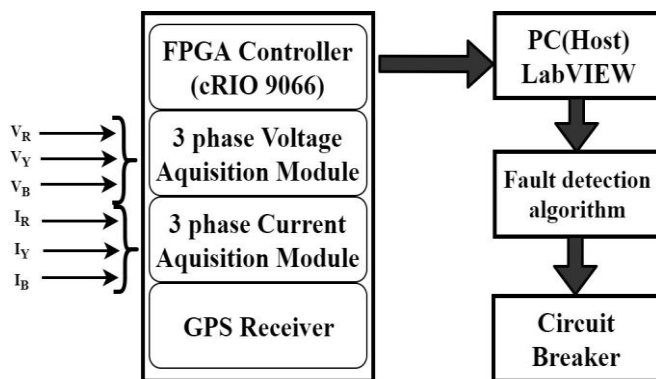 FPGA Controller
(cRIO 9066)
3 phase Voltage
Aquisition Module
3 phase Current
Aquisition Module
GPS Receiver
V_R
V_Y
V_B
I_R
I_Y
I_B
PC(Host)
LabVIEW
Fault detection
algorithm
Circuit
Breaker